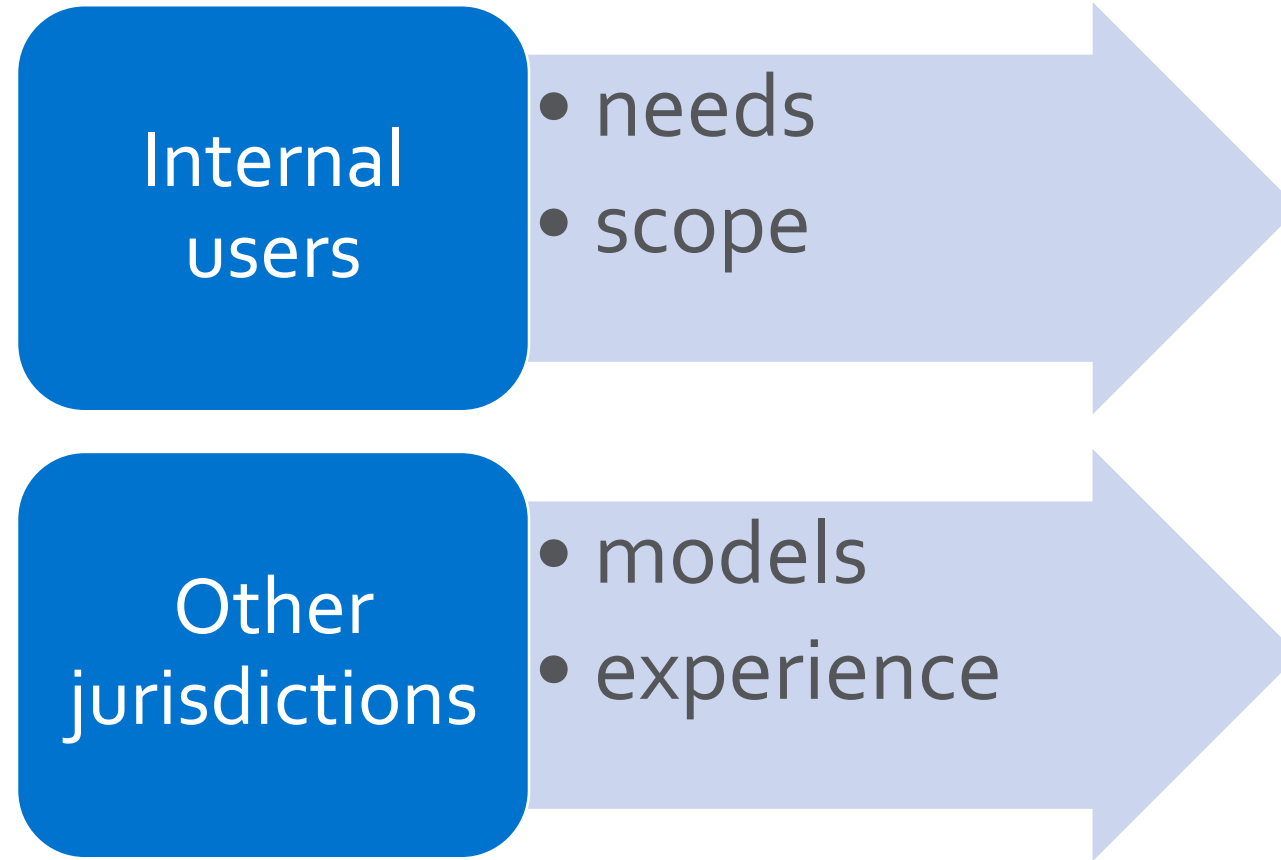 Internal
users
• needs
• scope
Other
jurisdictions
• models
• experience